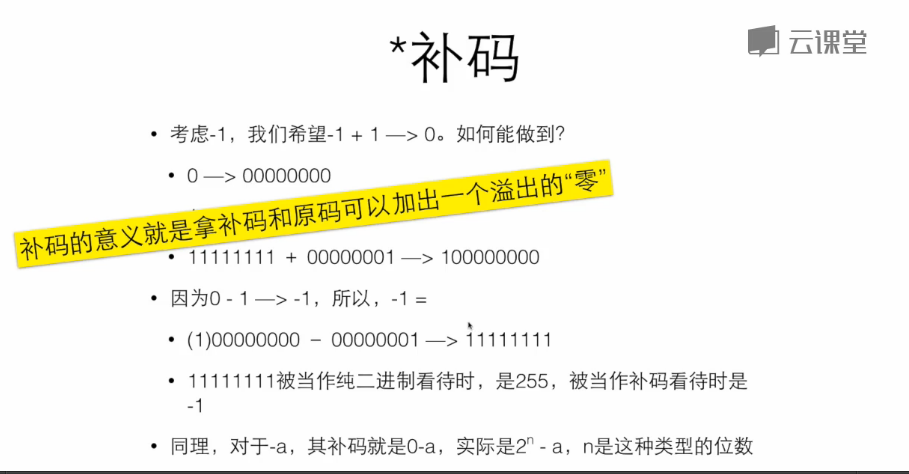 *补码
云课堂
• 考虑-1，我们希望-1 + 1 —> 0。如何能做到？
• 0 —> 00000000
补码的意义就是拿补码和原码可以加出一个溢出的“零”
• 11111111 + 00000001 —> 100000000
• 因为0 - 1 —> -1，所以，-1 =
• (1)00000000 – 00000001 —> 11111111
• 11111111被当作纯二进制看待时，是255，被当作补码看待时是
-1
• 同理，对于-a，其补码就是0-a，实际是2ⁿ - a，n是这种类型的位数